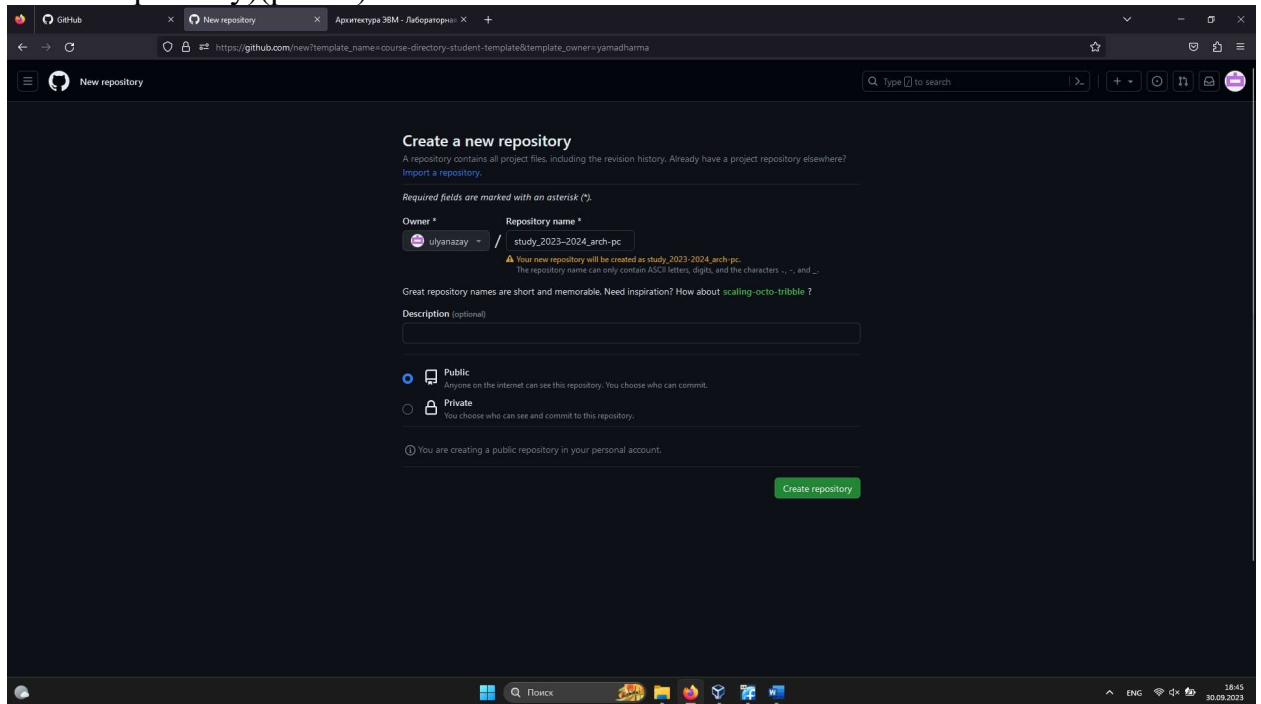 GitHub
New repository
Архитектура ЭВМ - Лабораторная
https://github.com/new?template_name=course-directory-student-template&template_owner=yamadharma
New repository
Type / to search
Create a new repository
A repository contains all project files, including the revision history. Already have a project repository elsewhere?
Import a repository.
Required fields are marked with an asterisk (*).
Owner *
Repository name *
ulyanazay / study_2023–2024_arch-pc
Your new repository will be created as study_2023-2024_arch-pc.
The repository name can only contain ASCII letters, digits, and the characters ., -, and _.
Great repository names are short and memorable. Need inspiration? How about scaling-octo-tribble ?
Description (optional)
Public
Anyone on the internet can see this repository. You choose who can commit.
Private
You choose who can see and commit to this repository.
You are creating a public repository in your personal account.
Create repository
Поиск
ENG
18:45
30.09.2023